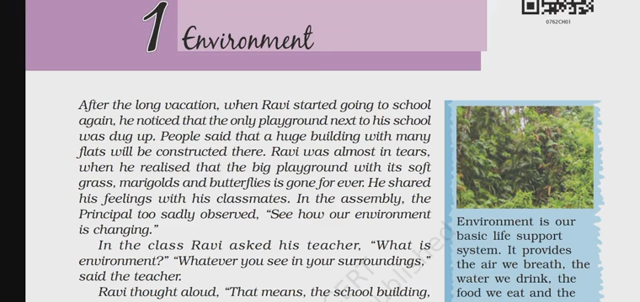 1 Environment
0762CH01
After the long vacation, when Ravi started going to school
again, he noticed that the only playground next to his school
was dug up. People said that a huge building with many
flats will be constructed there. Ravi was almost in tears,
when he realised that the big playground with its soft
grass, marigolds and butterflies is gone for ever. He shared
his feelings with his classmates. In the assembly, the
Principal too sadly observed, “See how our environment
is changing.”
In the class Ravi asked his teacher, “What is
environment?” “Whatever you see in your surroundings,”
said the teacher.
Ravi thought aloud, “That means, the school building,
Environment is our
basic life support
system. It provides
the air we breath, the
water we drink, the
food we eat and the